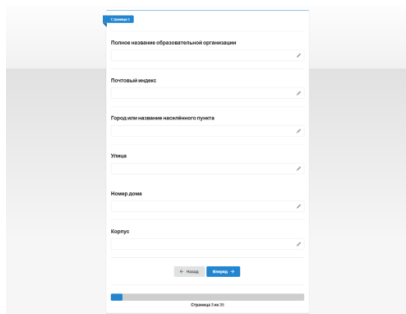 Полное название образовательной организации
Почтовый индекс
Город или название населённого пункта
Улица
Номер дома
Корпус
← Назад
Вперед →